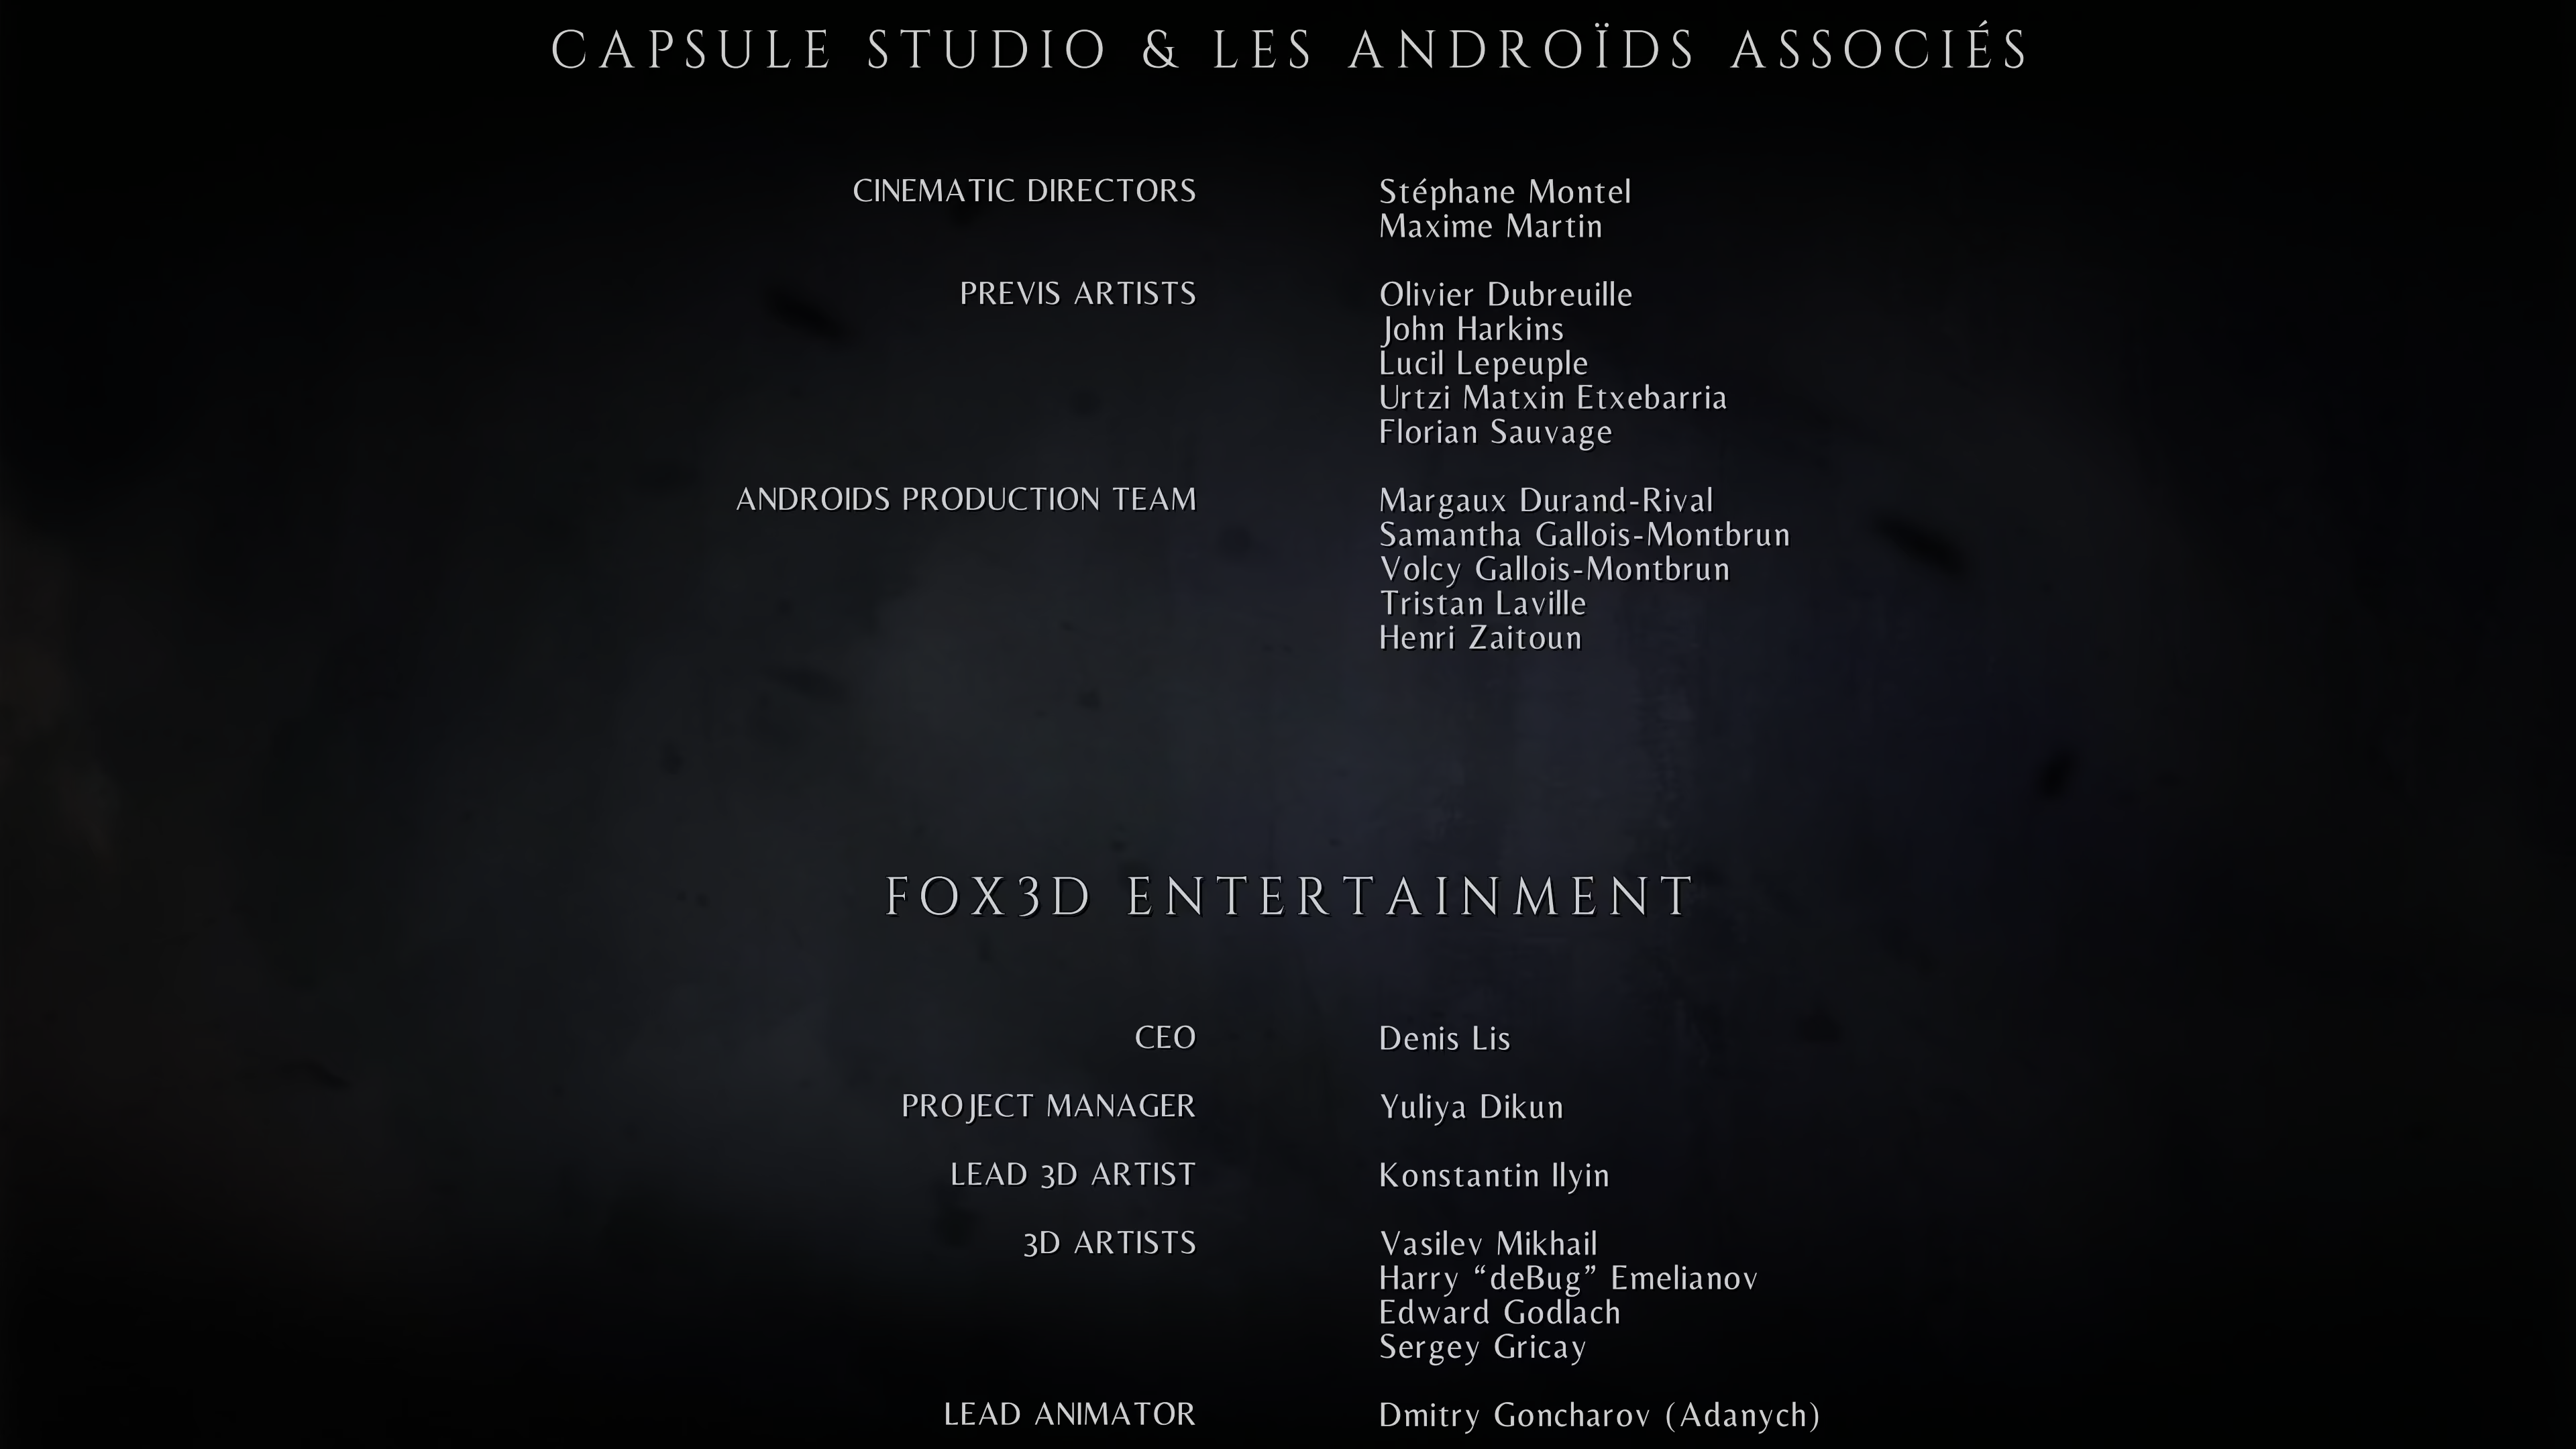 CAPSULE STUDIO & LES ANDROÏDS ASSOCIÉS
CINEMATIC DIRECTORS Stéphane Montel
Maxime Martin
PREVIS ARTISTS Olivier Dubreuille
John Harkins
Lucil Lepeuple
Urtzi Matxin Etxebarria
Florian Sauvage
ANDROIDS PRODUCTION TEAM Margaux Durand-Rival
Samantha Gallois-Montbrun
Volcy Gallois-Montbrun
Tristan Laville
Henri Zaitoun
FOX3D ENTERTAINMENT
CEO Denis Lis
PROJECT MANAGER Yuliya Dikun
LEAD 3D ARTIST Konstantin Ilyin
3D ARTISTS Vasilev Mikhail
Harry “deBug” Emelianov
Edward Godlach
Sergey Gricay
LEAD ANIMATOR Dmitry Goncharov (Adanych)